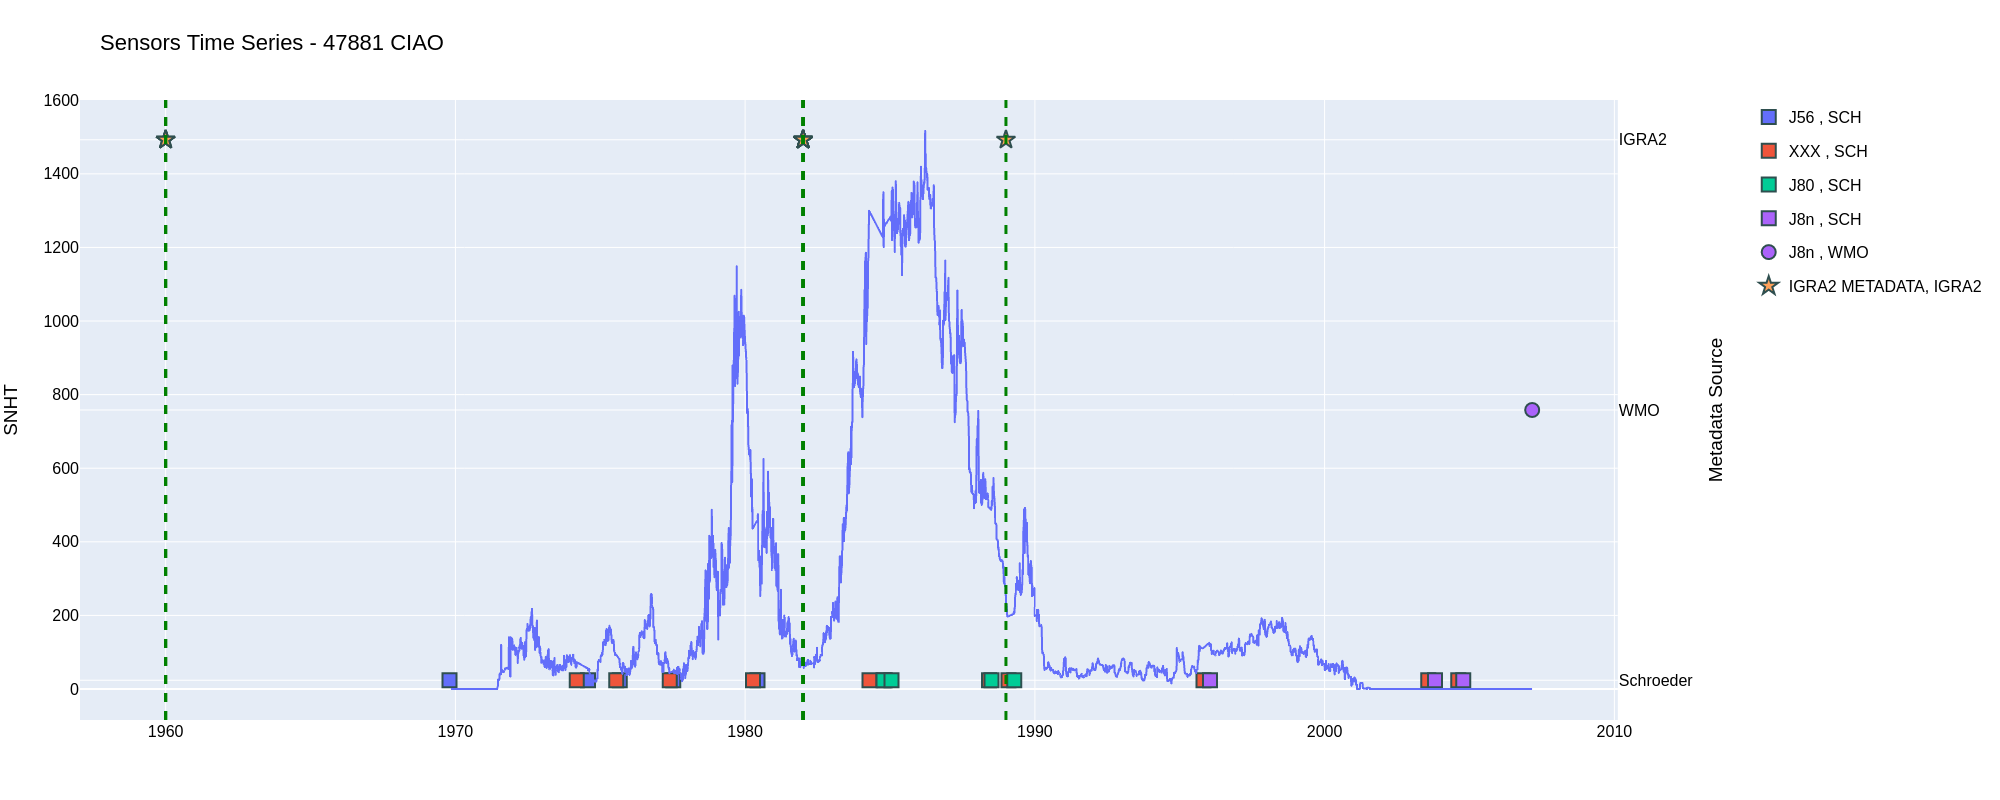 Sensors Time Series - 47881 CIAO
SNHT
1600
1400
1200
1000
800
600
400
200
0
1960
1970
1980
1990
2000
2010
IGRA2
WMO
Schroeder
Metadata Source
J56 , SCH
XXX , SCH
J80 , SCH
J8n , SCH
J8n , WMO
IGRA2 METADATA, IGRA2